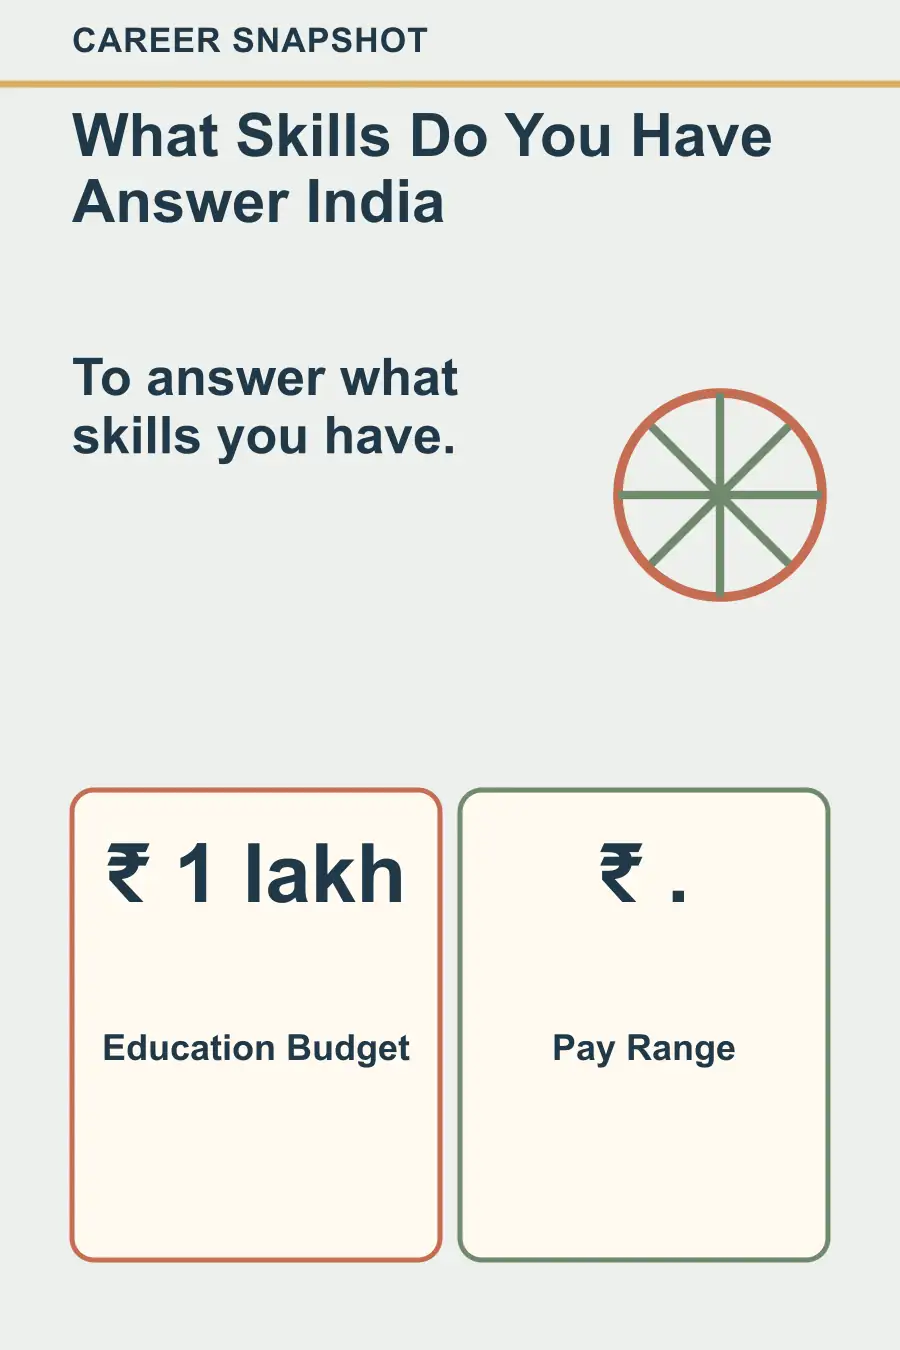 CAREER SNAPSHOT
What Skills Do You Have
Answer India
To answer what
skills you have.
₹ 1 lakh
₹ .
Education Budget
Pay Range